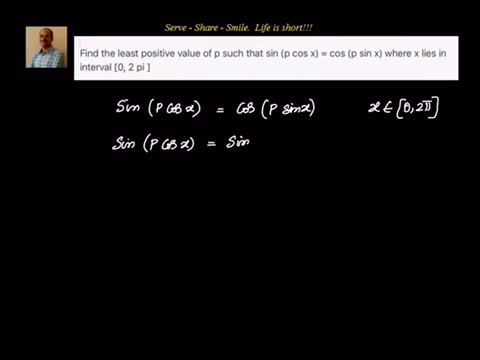 Serve - Share - Smile. Life is short!!!
Find the least positive value of p such that sin (p cos x) = cos (p sin x) where x lies in
interval [0, 2 pi ]
Sin (P cos x) = cos (P sinx) x ∈ [0, 2π]
Sin (P cos x) = Sin